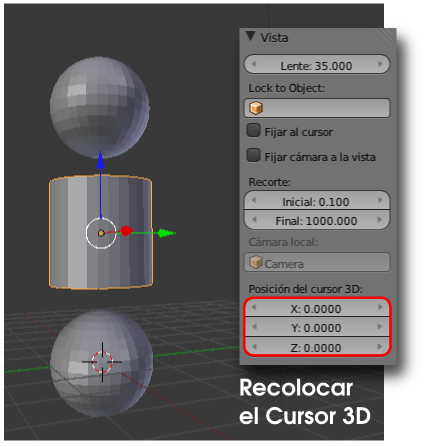 Vista
Lente: 35.000
Lock to Object:
Fijar al cursor
Fijar cámara a la vista
Recorte:
Inicial: 0.100
Final: 1000.000
Cámara local:
Camera
Posición del cursor 3D:
X: 0.0000
Y: 0.0000
Z: 0.0000
Recolocar
el Cursor 3D